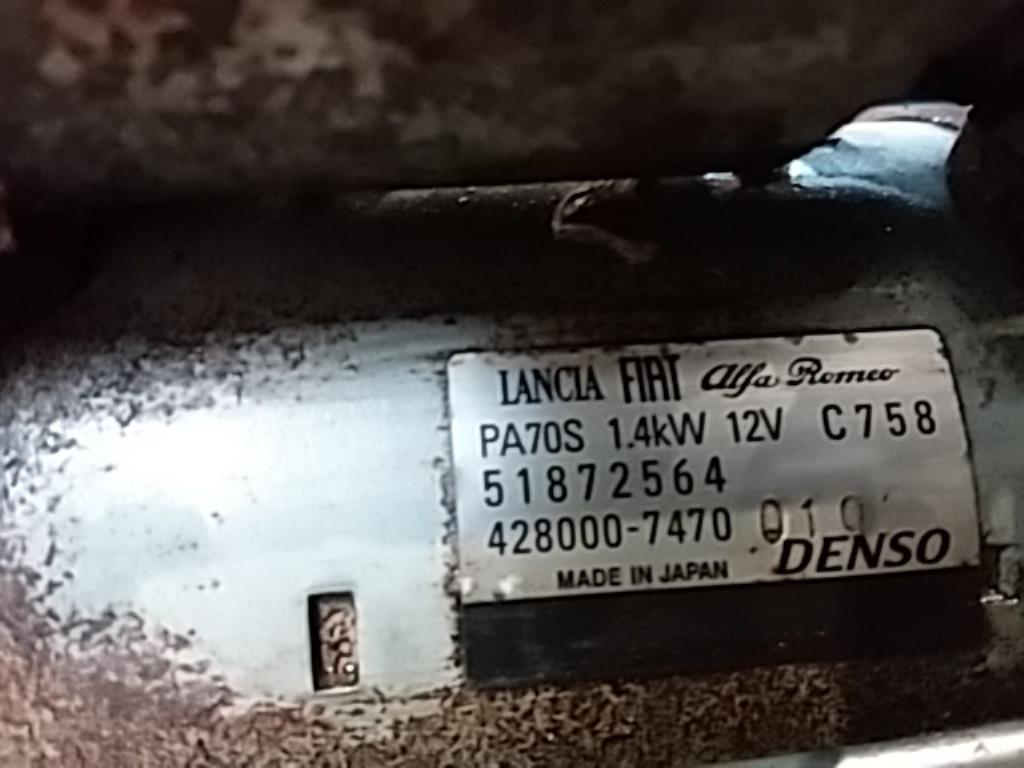 LANCIA FIAT Alfa Romeo
PA70S 1.4kW 12V C758
51872564
428000-7470 010
DENSO
MADE IN JAPAN